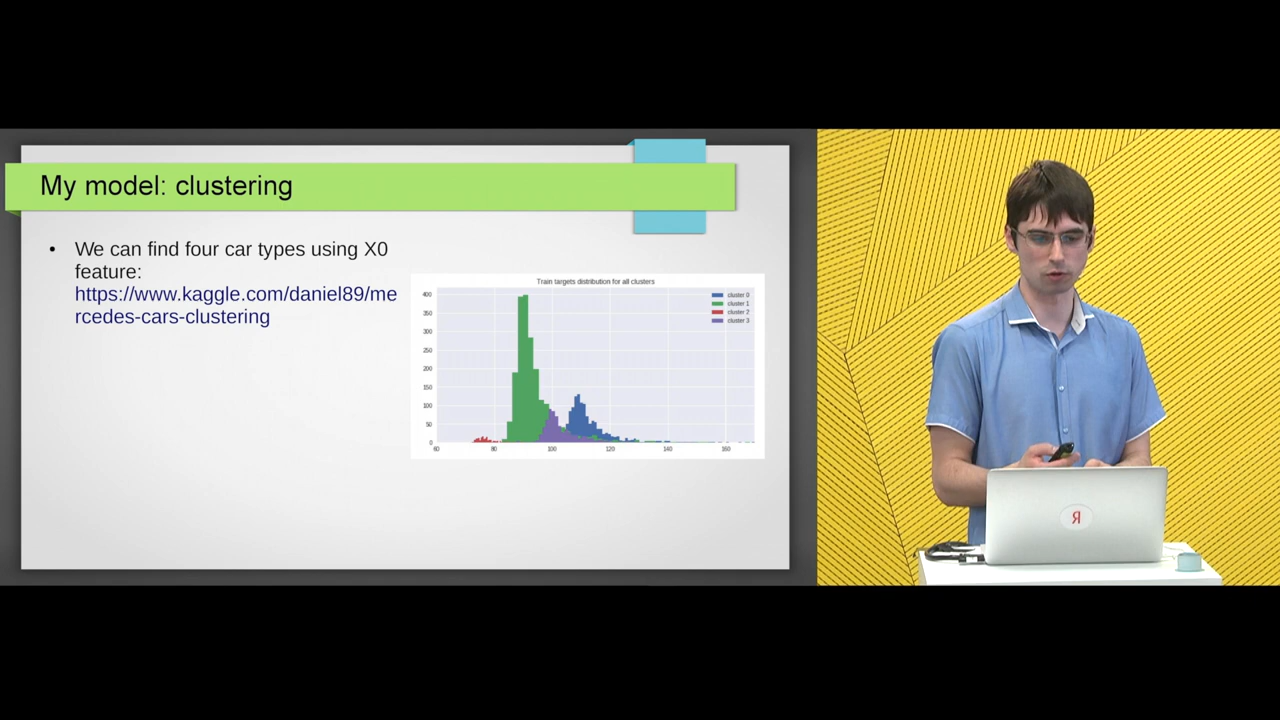 My model: clustering
• We can find four car types using X0
feature:
https://www.kaggle.com/daniel89/me
rcedes-cars-clustering
Train targets distribution for all clusters
400
350
300
250
200
150
100
50
0
60 80 100 120 140 160
cluster 0
cluster 1
cluster 2
cluster 3
Я